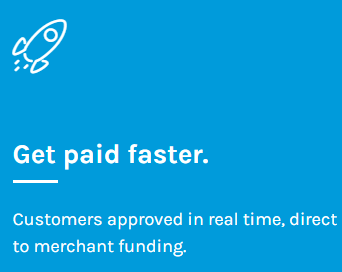 Get paid faster.
Customers approved in real time, direct
to merchant funding.